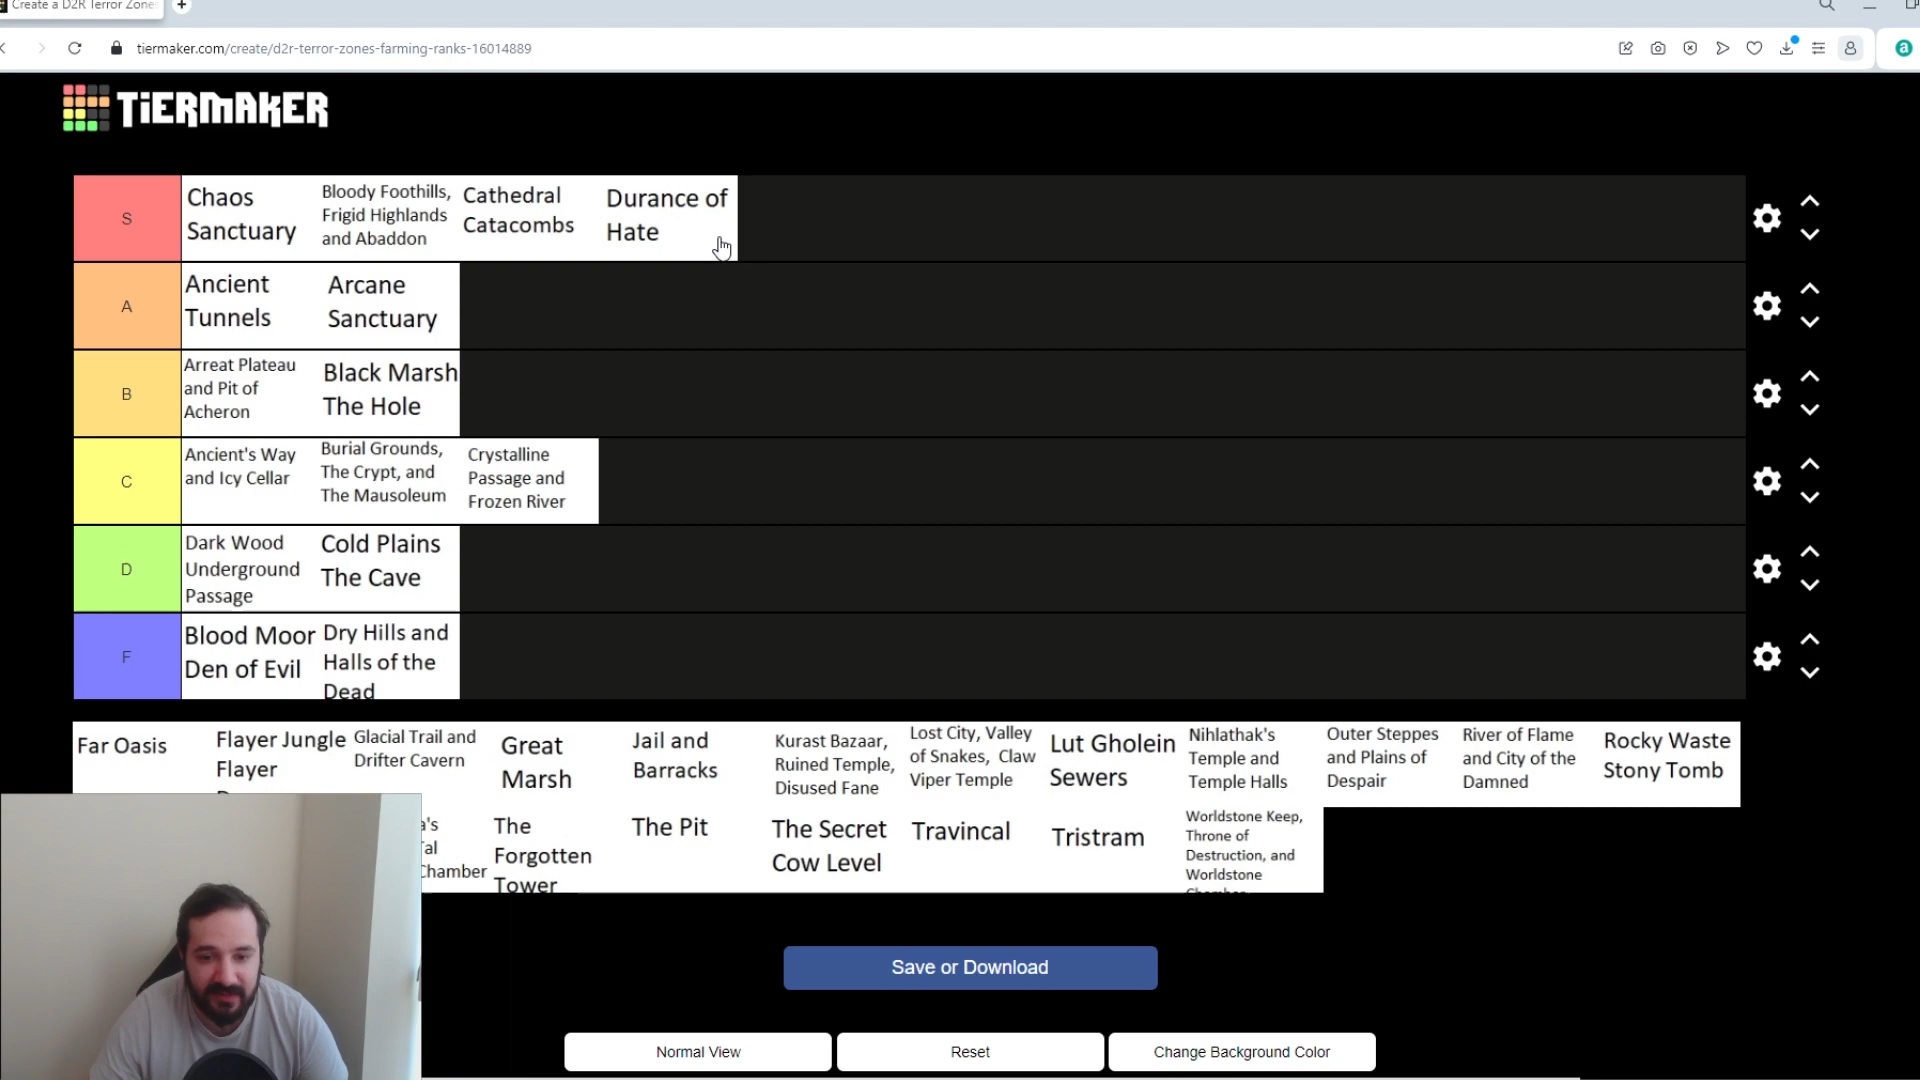 Create a D2R Terror Zone
tiermaker.com/create/d2r-terror-zones-farming-ranks-16014889
a
TiERMAKER
S
Chaos
Sanctuary
Bloody Foothills,
Frigid Highlands
and Abaddon
Cathedral
Catacombs
Durance of
Hate
A
Ancient
Tunnels
Arcane
Sanctuary
B
Arreat Plateau
and Pit of
Acheron
Black Marsh
The Hole
C
Ancient's Way
and Icy Cellar
Burial Grounds,
The Crypt, and
The Mausoleum
Crystalline
Passage and
Frozen River
D
Dark Wood
Underground
Passage
Cold Plains
The Cave
F
Blood Moor
Den of Evil
Dry Hills and
Halls of the
Dead
Far Oasis
Flayer Jungle
Flayer
Glacial Trail and
Drifter Cavern
Great
Marsh
Jail and
Barracks
Kurast Bazaar,
Ruined Temple,
Disused Fane
Lost City, Valley
of Snakes, Claw
Viper Temple
Lut Gholein
Sewers
Nihlathak's
Temple and
Temple Halls
Outer Steppes
and Plains of
Despair
River of Flame
and City of the
Damned
Rocky Waste
Stony Tomb
a's
al
Chamber
The
Forgotten
Tower
The Pit
The Secret
Cow Level
Travincal
Tristram
Worldstone Keep,
Throne of
Destruction, and
Worldstone
Save or Download
Normal View
Reset
Change Background Color